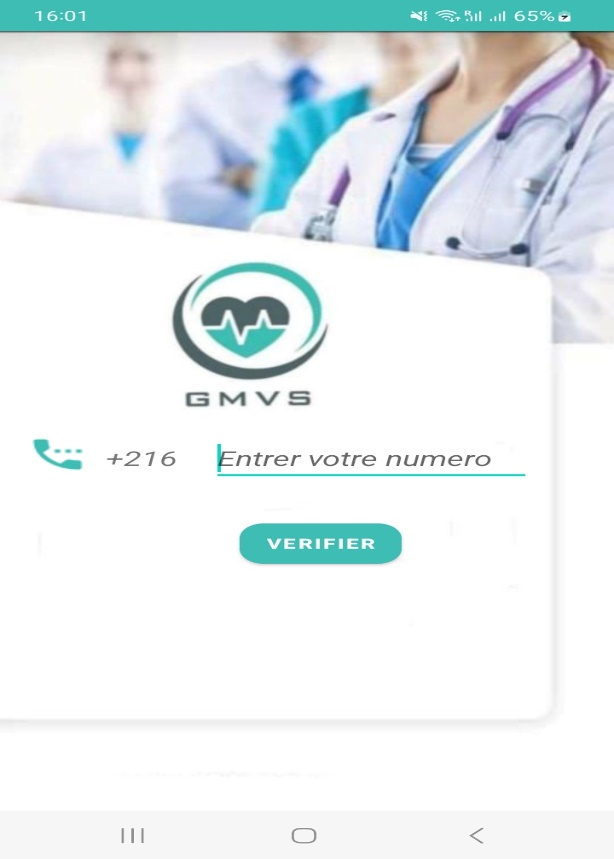 16:01
R
65%
GMVS
+216
Entrer votre numero
VERIFIER